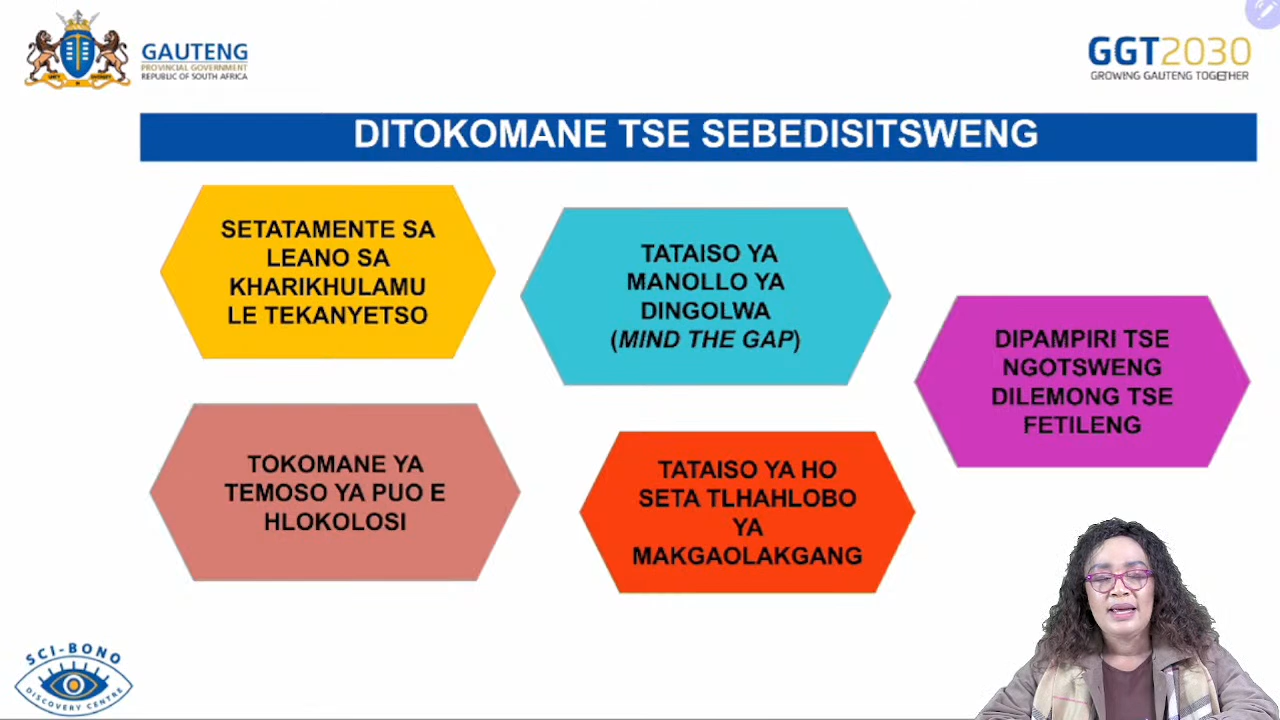 GAUTENG
PROVINCIAL GOVERNMENT
REPUBLIC OF SOUTH AFRICA
GGT2030
GROWING GAUTENG TOGETHER
DITOKOMANE TSE SEBEDISITSWENG
SETATAMENTE SA
LEANO SA
KHARIKHULAMU
LE TEKANYETSO
TATAISO YA
MANOLLO YA
DINGOLWA
(MIND THE GAP)
DIPAMPIRI TSE
NGOTSWENG
DILEMONG TSE
FETILENG
TOKOMANE YA
TEMOSO YA PUO E
HLOKOLOSI
TATAISO YA HO
SETA TLHAHLOBO
YA
MAKGAOLAKGANG
SCI-BONO
DISCOVERY CENTRE